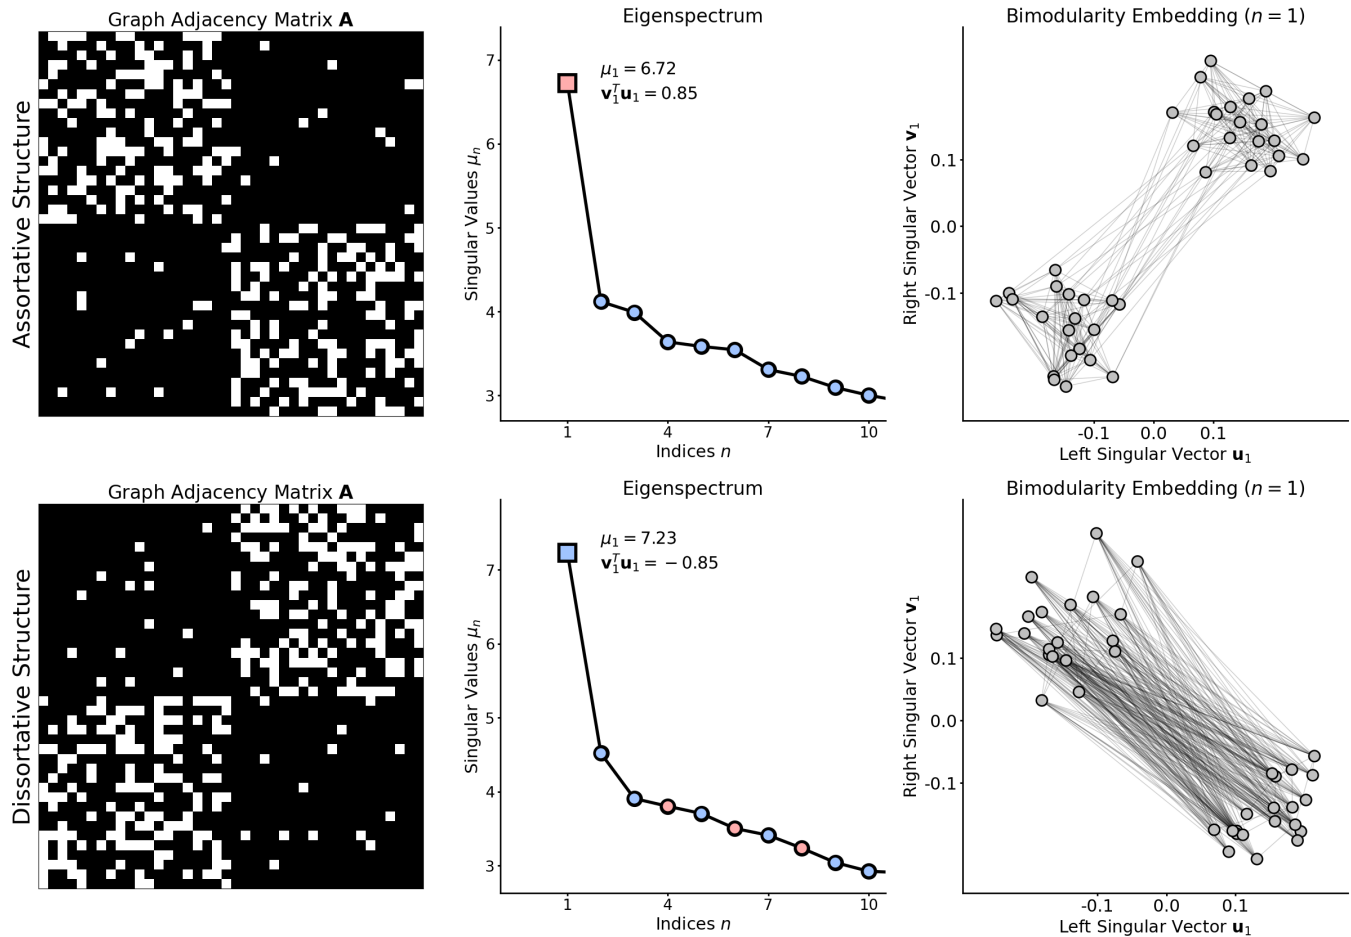 Graph Adjacency Matrix A
Assortative Structure
Eigenspectrum
7
6
5
4
3
Singular Values μₙ
μ₁ = 6.72
v₁ᵀu₁ = 0.85
1 4 7 10
Indices n
Bimodularity Embedding (n = 1)
Right Singular Vector v₁
0.1
0.0
-0.1
-0.1 0.0 0.1
Left Singular Vector u₁
Graph Adjacency Matrix A
Dissortative Structure
Eigenspectrum
7
6
5
4
3
Singular Values μₙ
μ₁ = 7.23
v₁ᵀu₁ = − 0.85
1 4 7 10
Indices n
Bimodularity Embedding (n = 1)
Right Singular Vector v₁
0.1
0.0
-0.1
-0.1 0.0 0.1
Left Singular Vector u₁